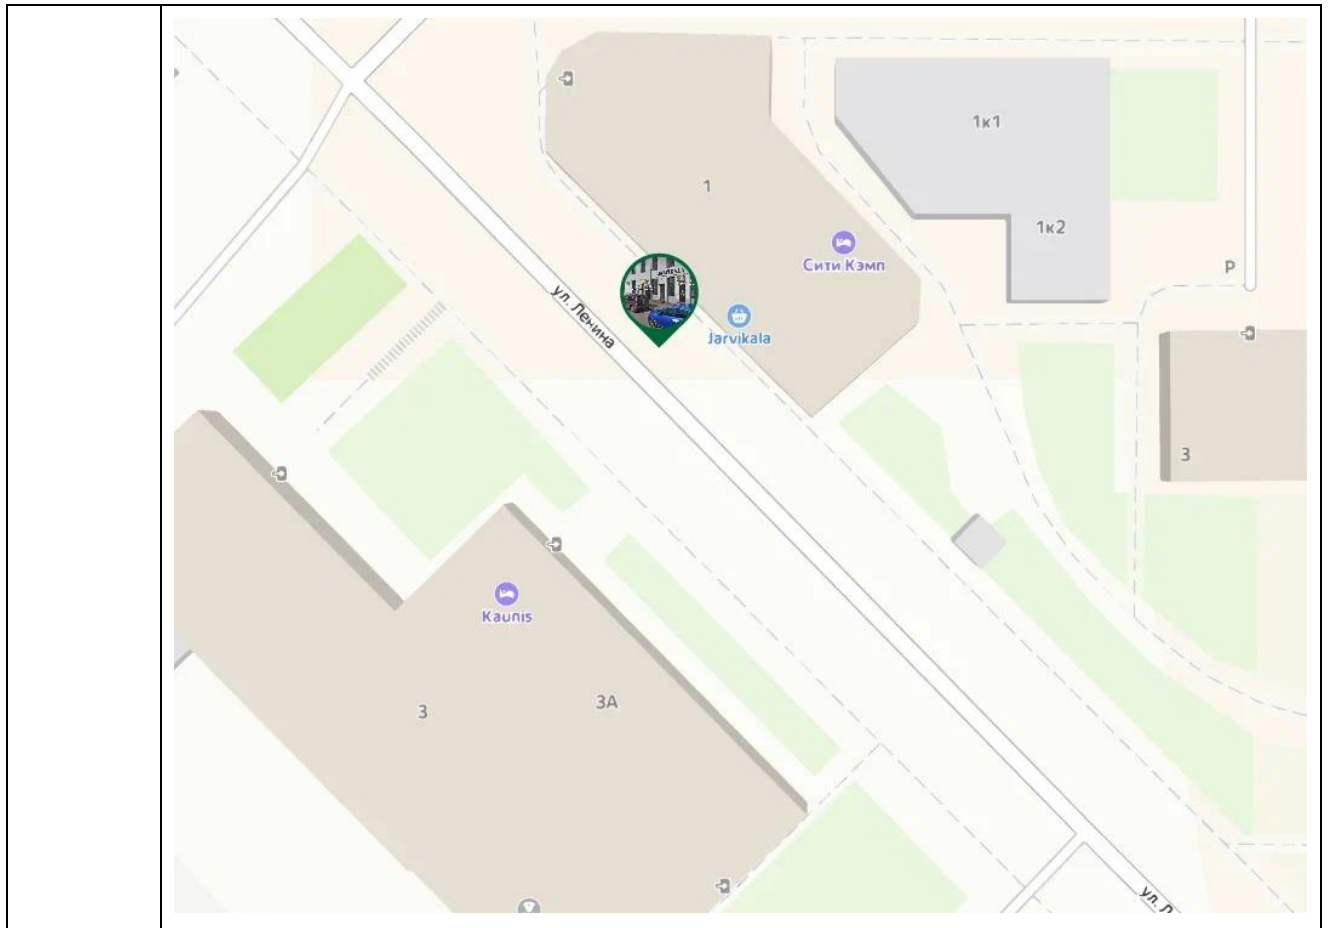 1к1
1
1к2
Сити Кэмп
P
ул. Ленина
Jarvikala
3
Kaunis
3А
3
ул. Л